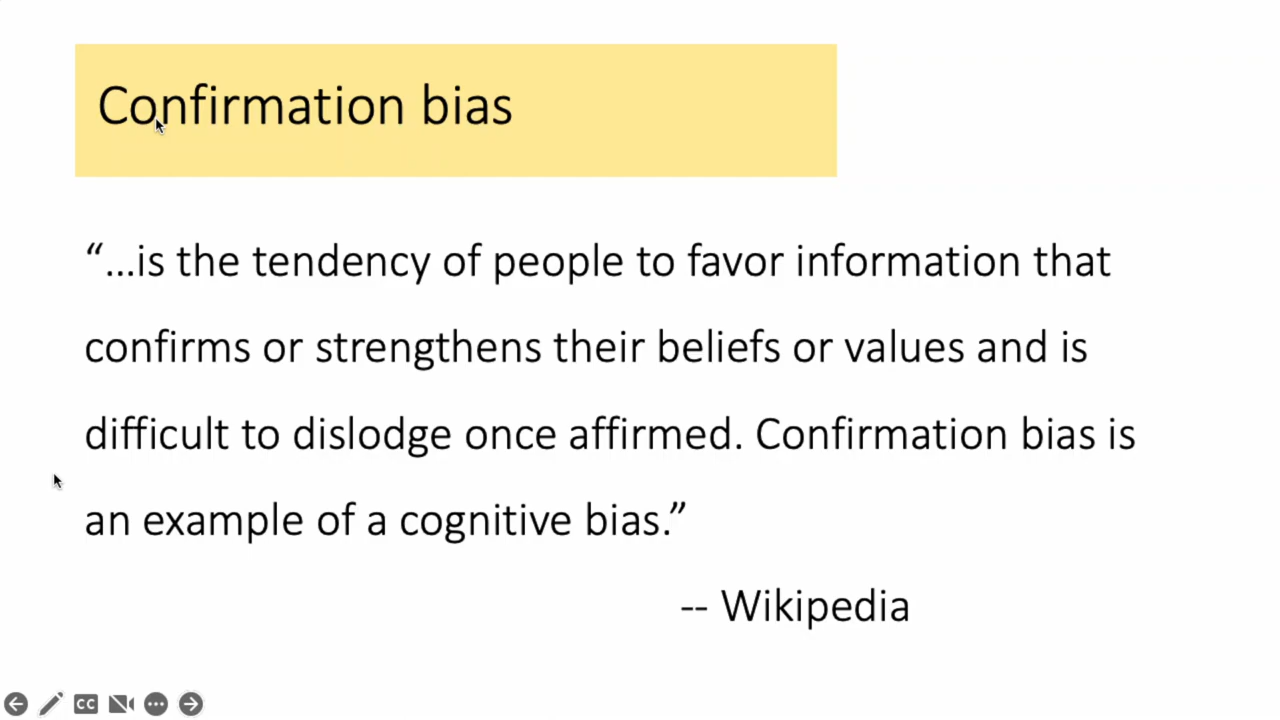 Confirmation bias
“…is the tendency of people to favor information that
confirms or strengthens their beliefs or values and is
difficult to dislodge once affirmed. Confirmation bias is
an example of a cognitive bias.”
-- Wikipedia
CC